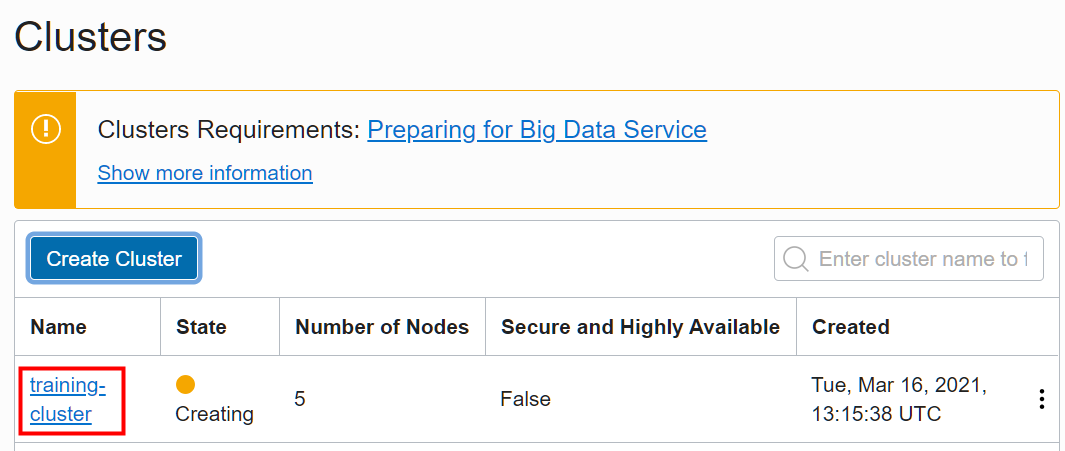 Clusters
Clusters Requirements: Preparing for Big Data Service
Show more information
Create Cluster
Enter cluster name to f
Name State Number of Nodes Secure and Highly Available Created
training-
cluster
Creating
5
False
Tue, Mar 16, 2021,
13:15:38 UTC